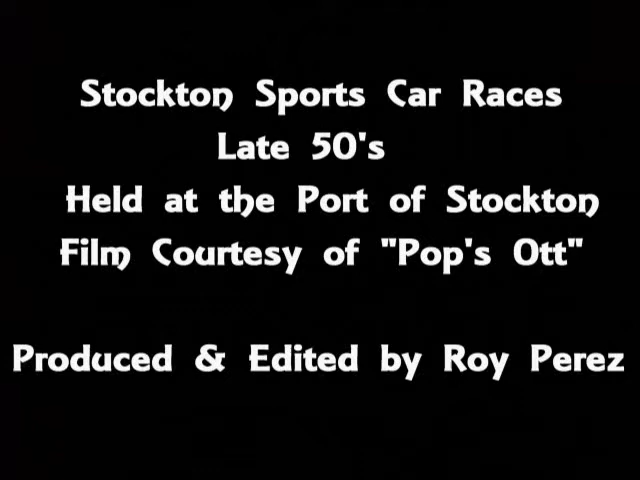 Stockton Sports Car Races
Late 50's
Held at the Port of Stockton
Film Courtesy of "Pop's Ott"
Produced & Edited by Roy Perez